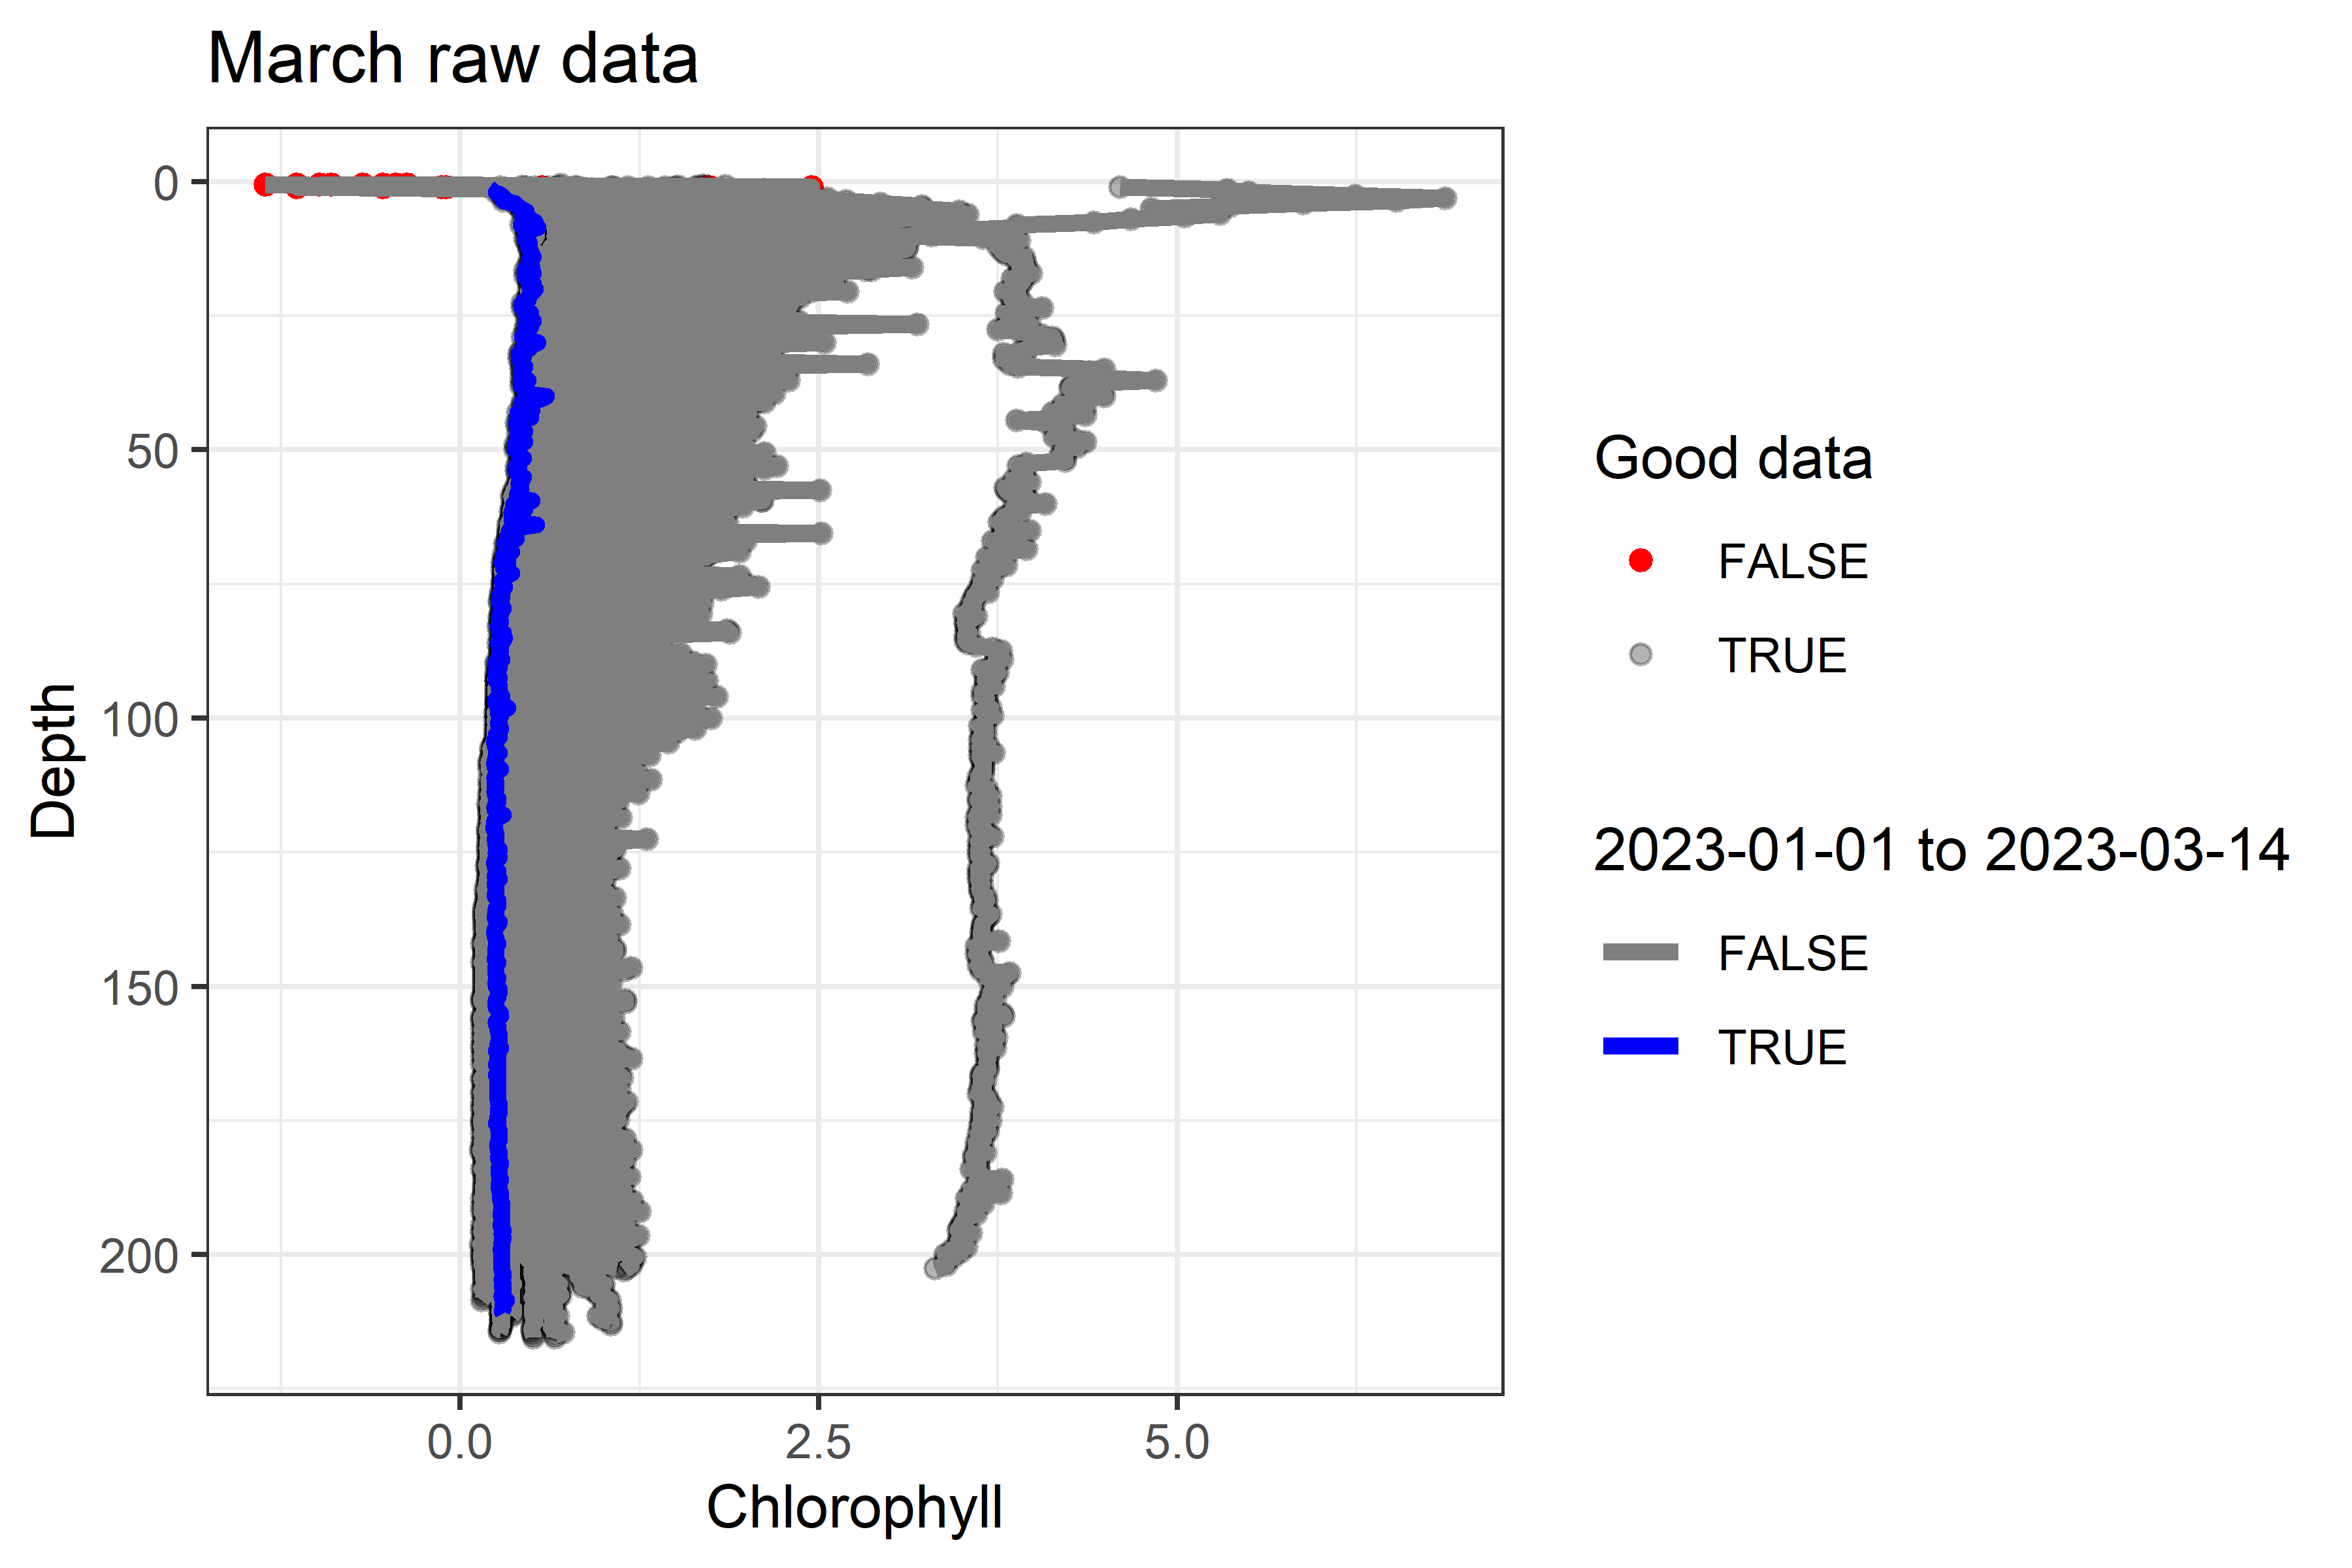 March raw data
0
50
100
150
200
Depth
0.0
2.5
5.0
Chlorophyll
Good data
FALSE
TRUE
2023-01-01 to 2023-03-14
FALSE
TRUE